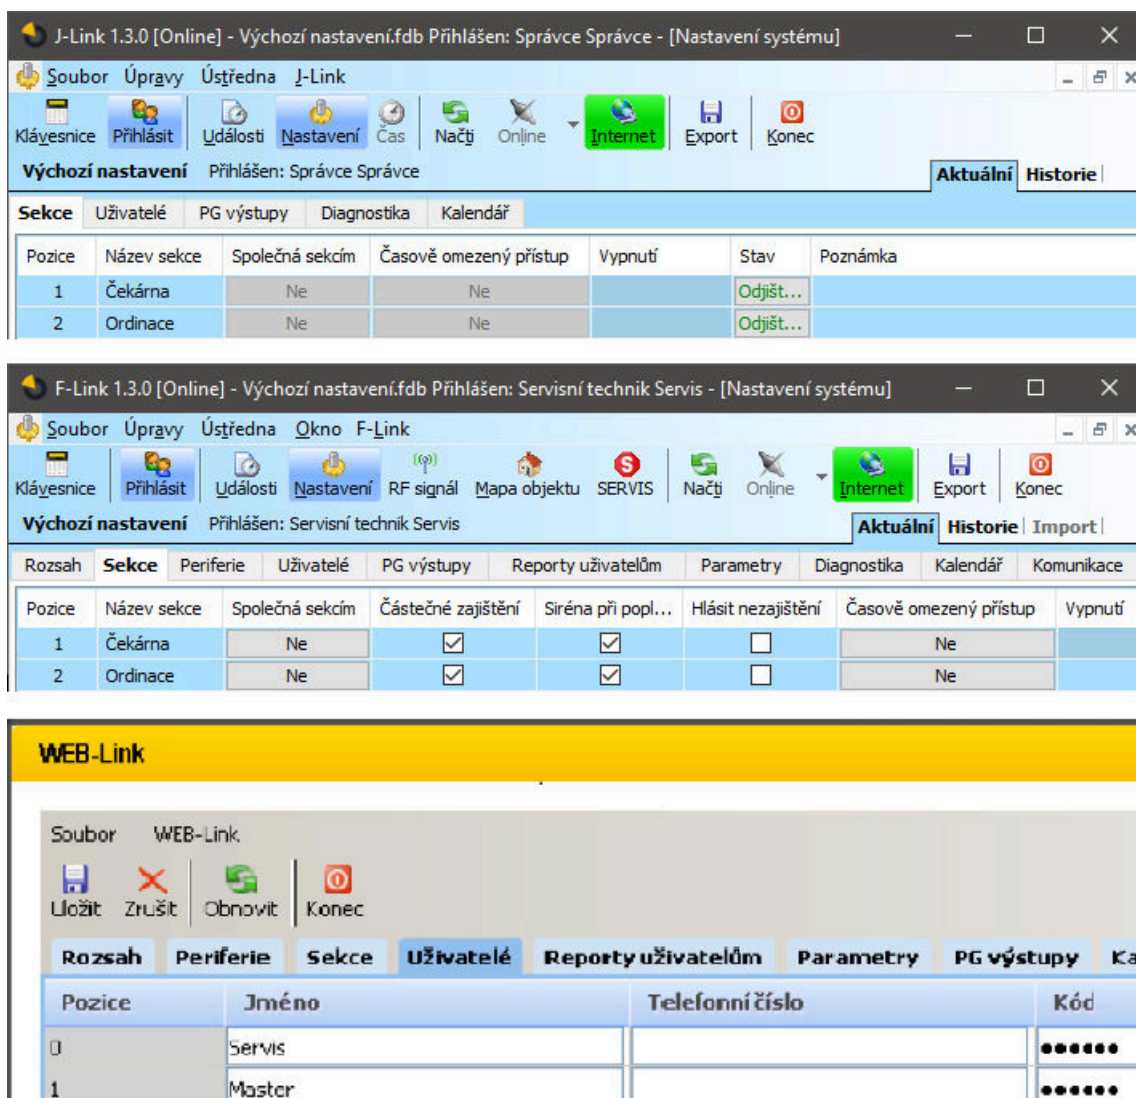 J-Link 1.3.0 [Online] - Výchozí nastavení.fdb Přihlášen: Správce Správce - [Nastavení systému]
Soubor Úpravy Ústředna J-Link
Klávesnice Přihlásit Události Nastavení Čas Načti Online Internet Export Konec
Výchozí nastavení Přihlášen: Správce Správce Aktuální Historie
Sekce Uživatelé PG výstupy Diagnostika Kalendář
Pozice Název sekce Společná sekcím Časově omezený přístup Vypnutí Stav Poznámka
1 Čekárna Ne Ne Odjišt...
2 Ordinace Ne Ne Odjišt...
F-Link 1.3.0 [Online] - Výchozí nastavení.fdb Přihlášen: Servisní technik Servis - [Nastavení systému]
Soubor Úpravy Ústředna Okno F-Link
Klávesnice Přihlásit Události Nastavení RF signál Mapa objektu SERVIS Načti Online Internet Export Konec
Výchozí nastavení Přihlášen: Servisní technik Servis Aktuální Historie Import
Rozsah Sekce Periferie Uživatelé PG výstupy Reporty uživatelům Parametry Diagnostika Kalendář Komunikace
Pozice Název sekce Společná sekcím Částečné zajištění Siréna při popl... Hlásit nezajištění Časově omezený přístup Vypnutí
1 Čekárna Ne Ne
2 Ordinace Ne Ne
WEB-Link
Soubor WEB-Link
Uložit Zrušit Obnovit Konec
Rozsah Periferie Sekce Uživatelé Reporty uživatelům Parametry PG výstupy Ka
Pozice Jméno Telefonní číslo Kód
0 Servis ●●●●●●
1 Master ●●●●●●